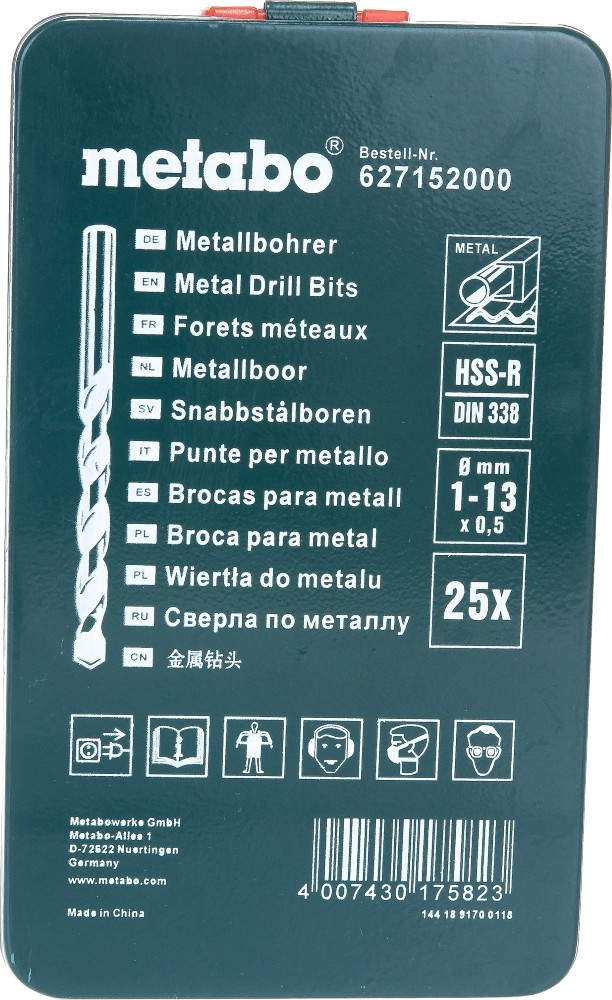 metabo®
Bestell-Nr.
627152000
DE Metallbohrer
EN Metal Drill Bits
FR Forets méteaux
NL Metallboor
SV Snabbstålboren
IT Punte per metallo
ES Brocas para metall
PL Broca para metal
PL Wiertła do metalu
RU Сверла по металлу
CN 金属钻头
METAL
HSS-R
DIN 338
Ø mm
1-13
x 0,5
25x
Metabowerke GmbH
Metabo-Alles 1
D-72622 Nuertingen
Germany
www.metabo.com
Made in China
4 007430 175823
144 18 9170 0118